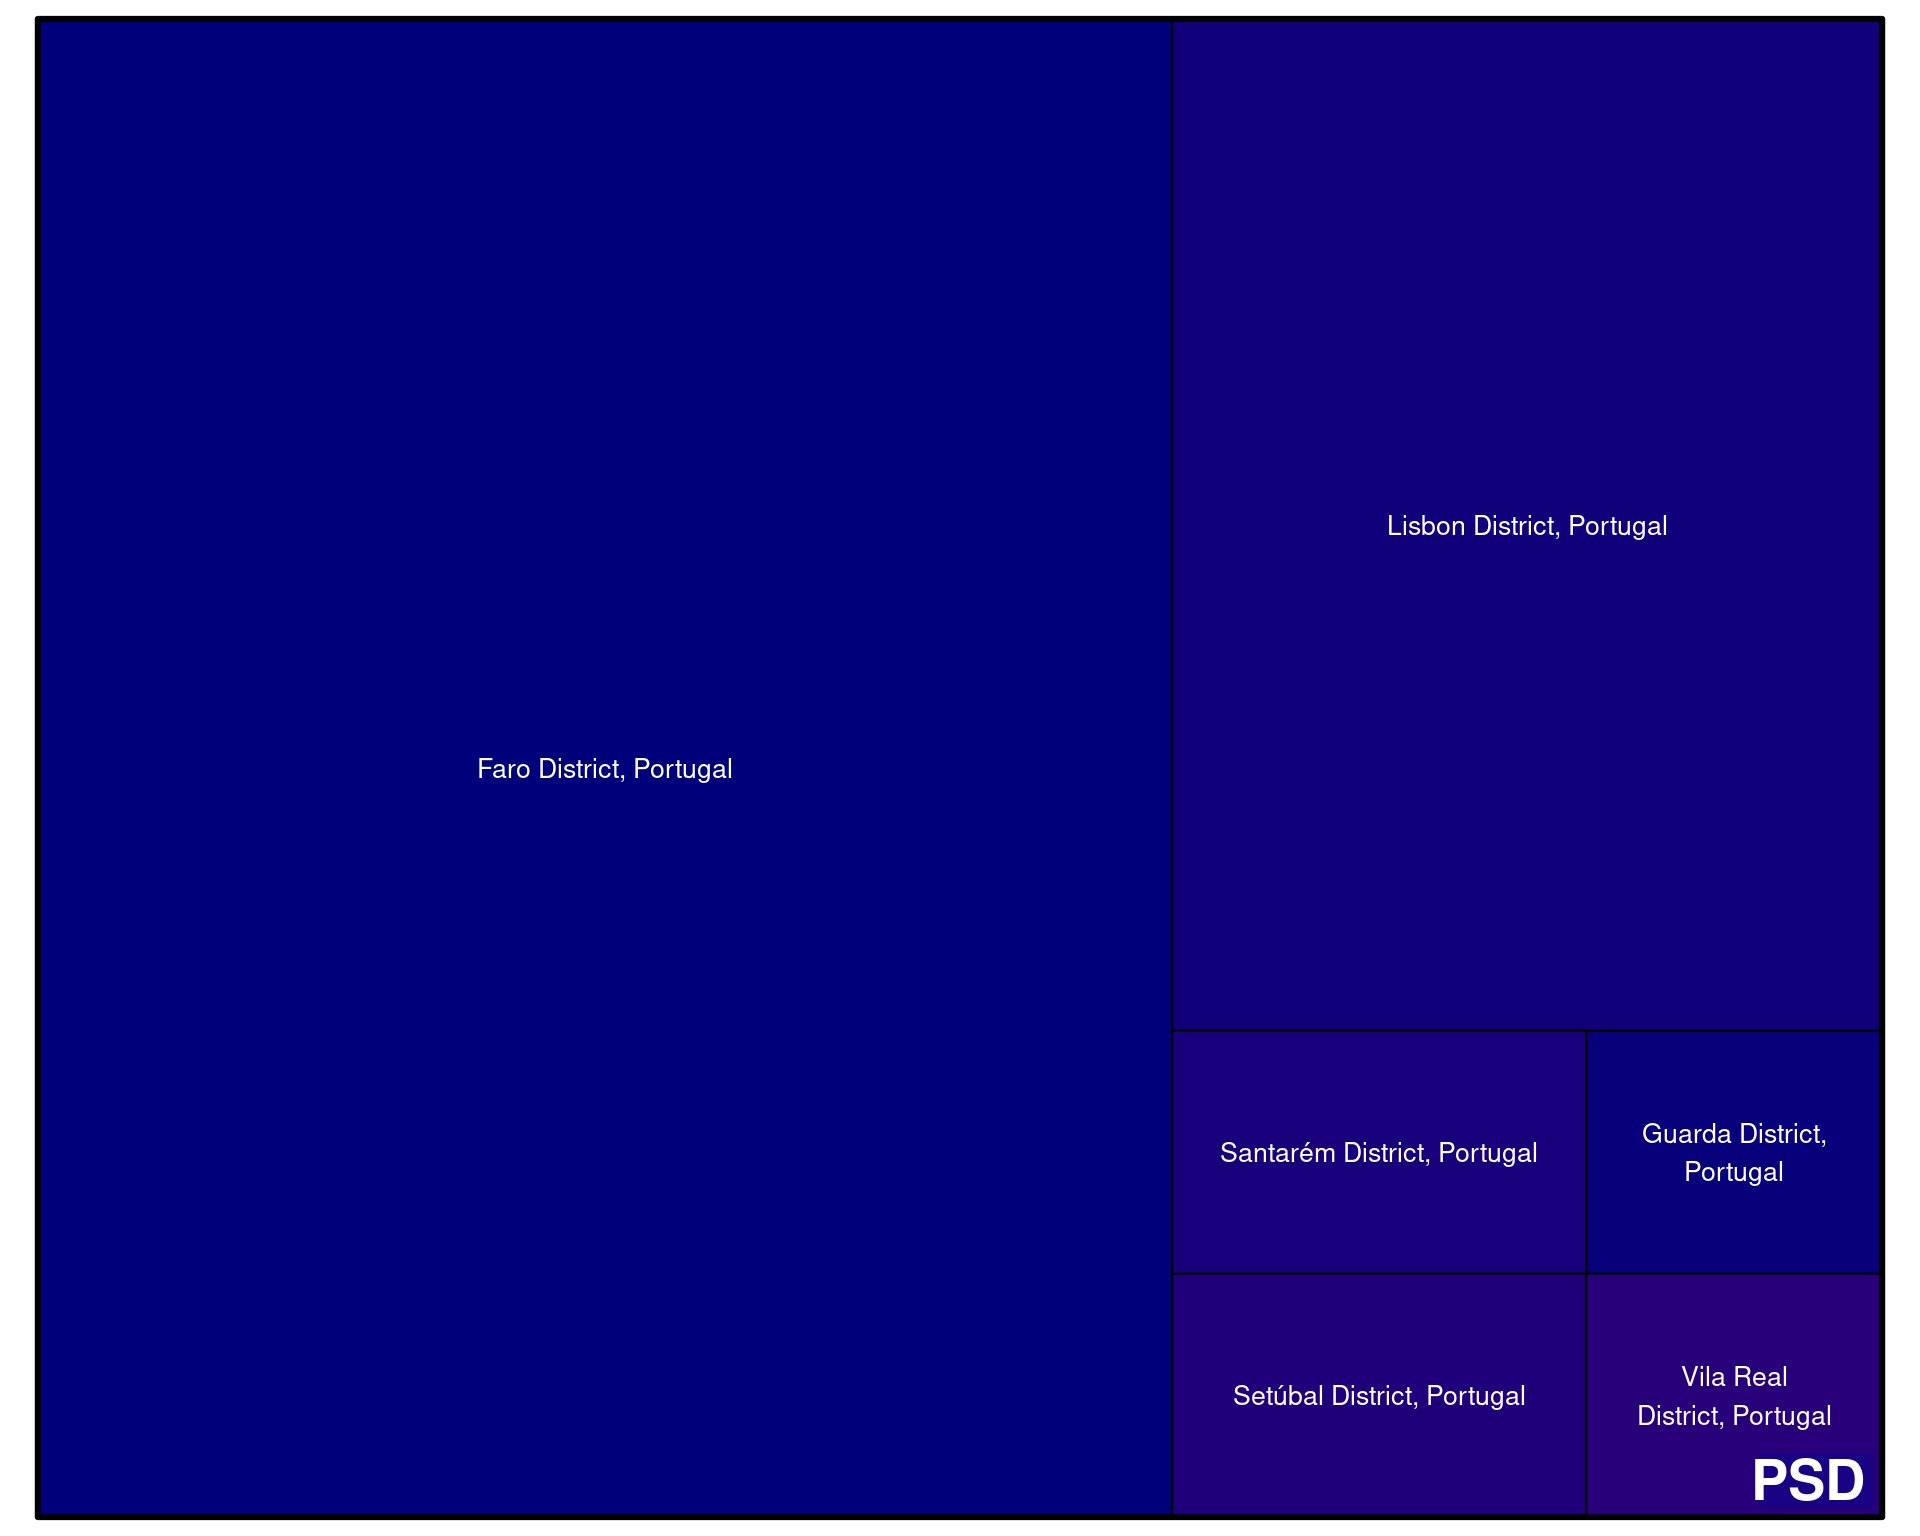 Faro District, Portugal
Lisbon District, Portugal
Santarém District, Portugal
Guarda District,
Portugal
Setúbal District, Portugal
Vila Real
District, Portugal
PSD